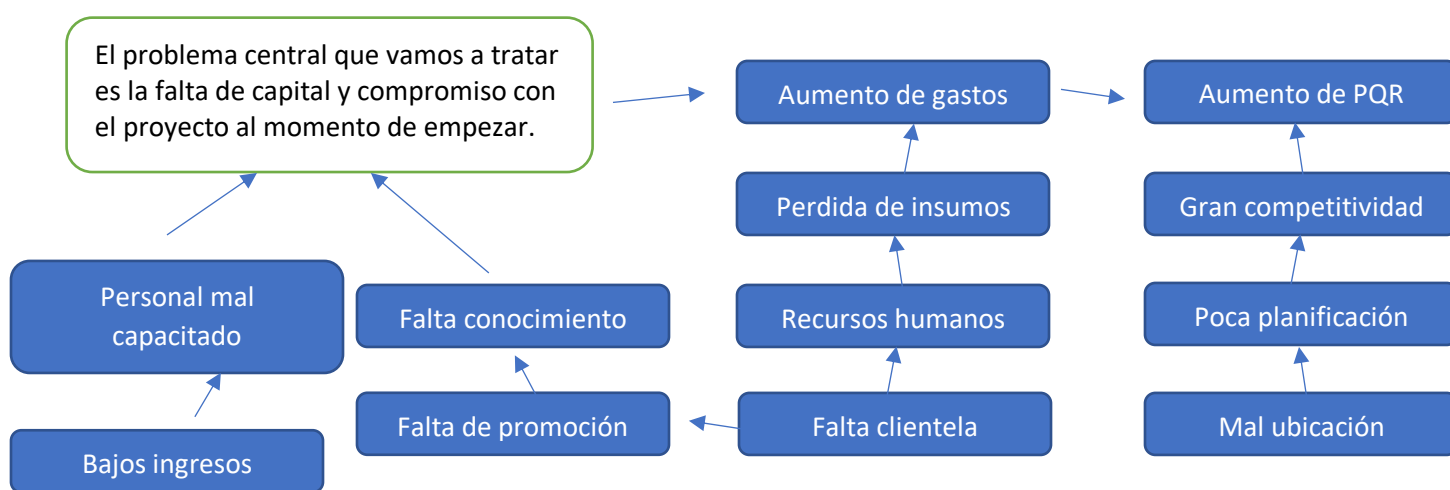 El problema central que vamos a tratar
es la falta de capital y compromiso con
el proyecto al momento de empezar.
Aumento de gastos
Aumento de PQR
Perdida de insumos
Gran competitividad
Personal mal
capacitado
Falta conocimiento
Recursos humanos
Poca planificación
Bajos ingresos
Falta de promoción
Falta clientela
Mal ubicación